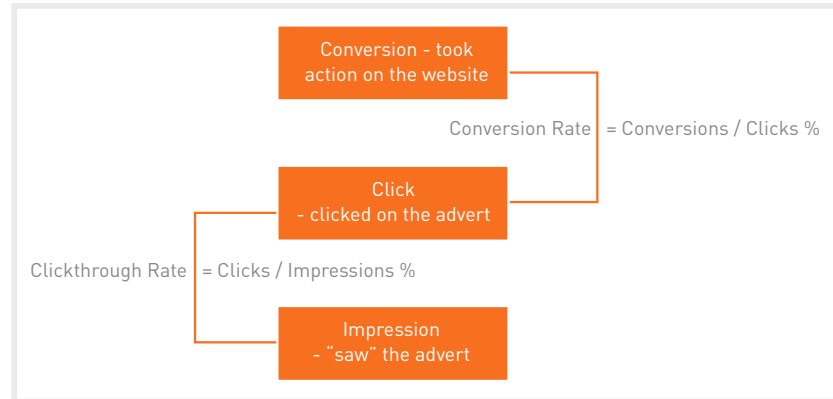 Conversion - took
action on the website
Conversion Rate = Conversions / Clicks %
Click
- clicked on the advert
Clickthrough Rate = Clicks / Impressions %
Impression
- “saw” the advert